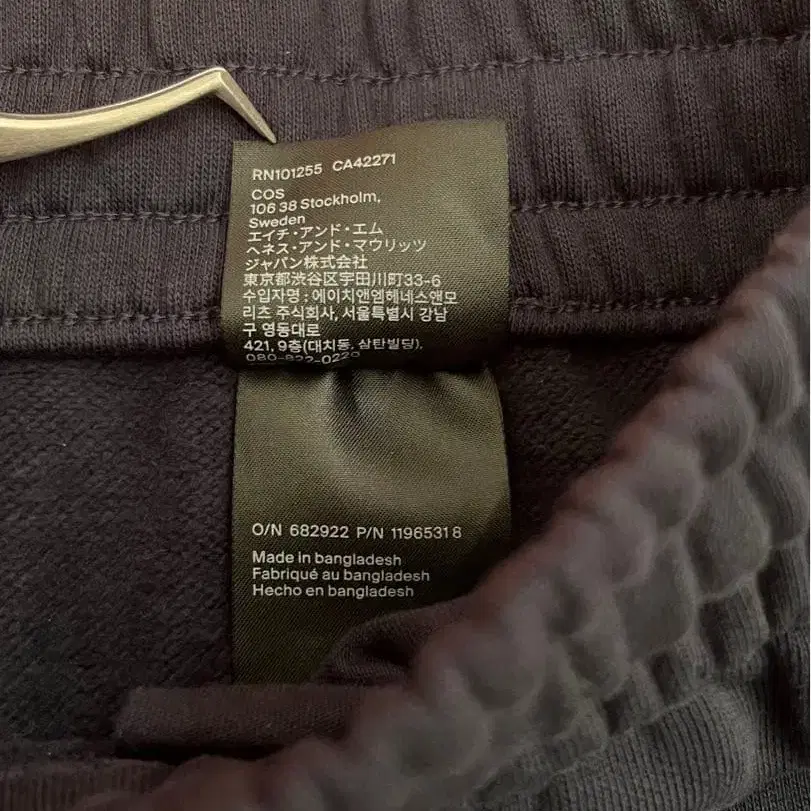 RN101255 CA42271
COS
106 38 Stockholm,
Sweden
エイチ・アンド・エム
ヘネス・アンド・マウリッツ
ジャパン株式会社
東京都渋谷区宇田川町33-6
수입자명 : 에이치앤엠헤네스앤모
리츠 주식회사, 서울특별시 강남
구 영동대로
421, 9층(대치동, 삼탄빌딩),
080-822-0220
O/N 682922 P/N 11965318
Made in bangladesh
Fabriqué au bangladesh
Hecho en bangladesh